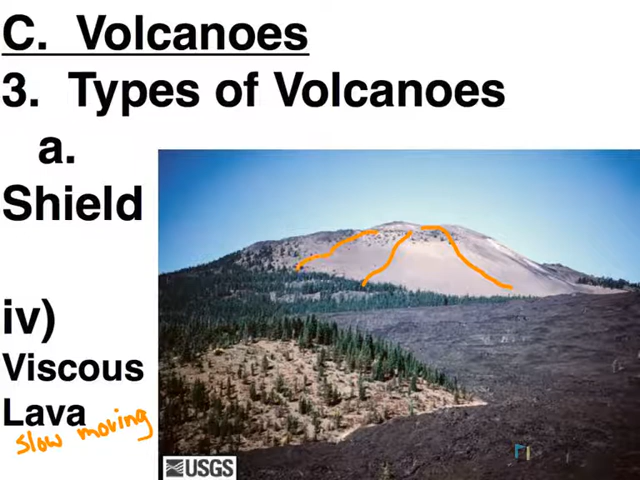 C. Volcanoes
3. Types of Volcanoes
a.
Shield
iv)
Viscous
Lava
slow moving
USGS